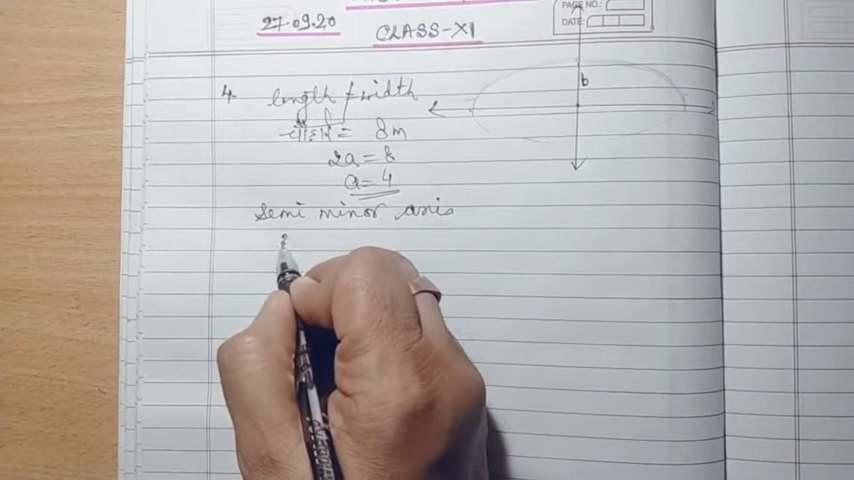 PAGE NO.:
DATE:
27-09-20
CLASS-XI
b
4. length / width
चौड़ाई = 8m
2a = 8
a = 4
Semi minor axis